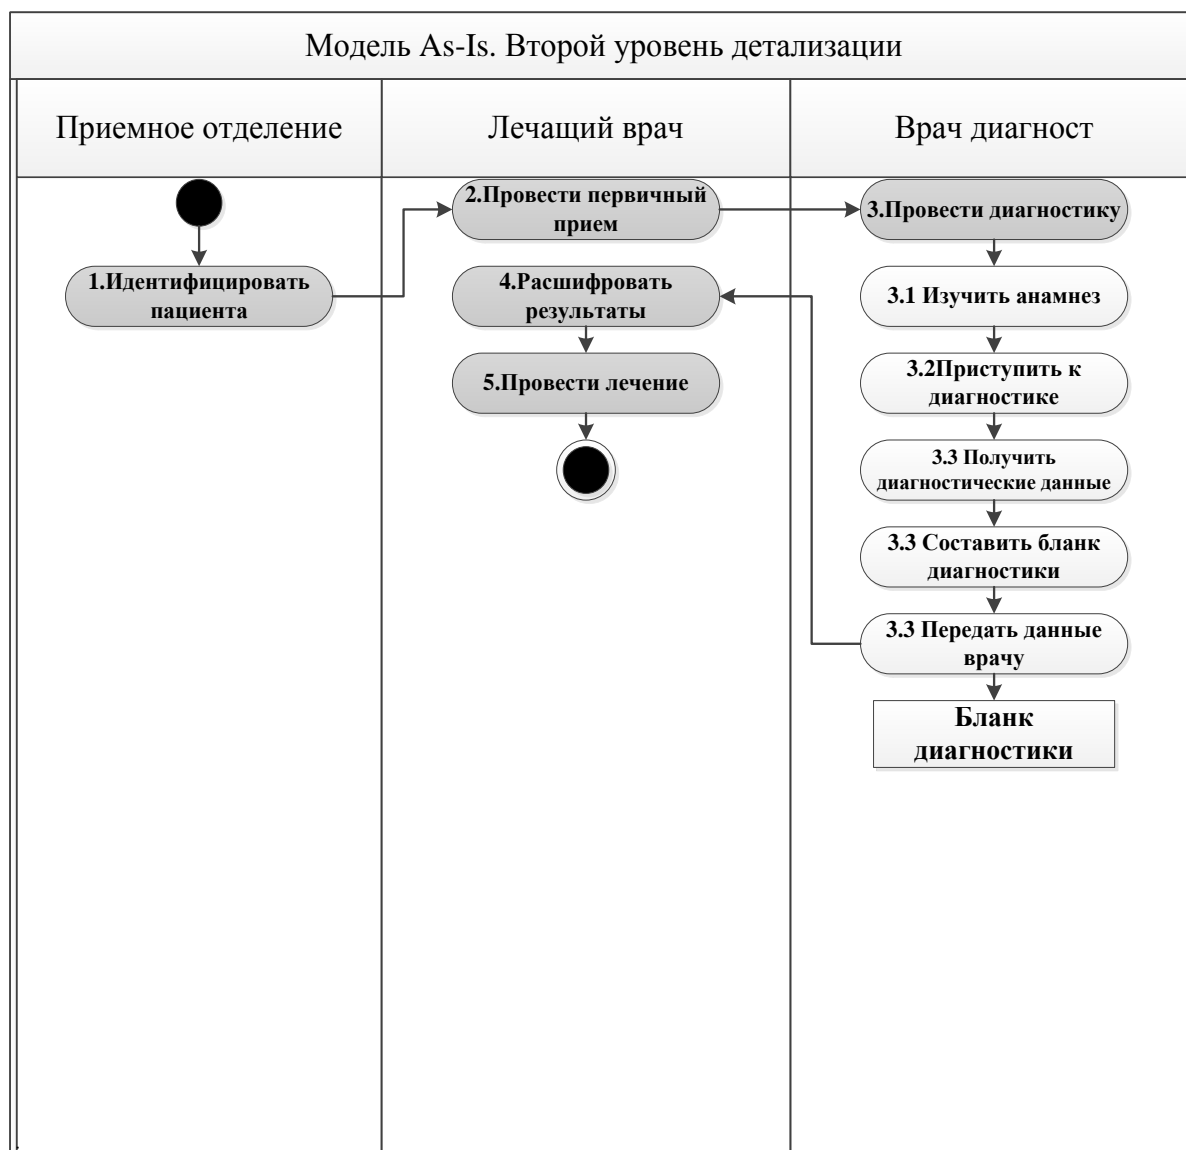 Модель As-Is. Второй уровень детализации
Приемное отделение
Лечащий врач
Врач диагност
1.Идентифицировать
пациента
2.Провести первичный
прием
3.Провести диагностику
3.1 Изучить анамнез
3.2Приступить к
диагностике
3.3 Получить
диагностические данные
3.3 Составить бланк
диагностики
3.3 Передать данные
врачу
Бланк
диагностики
4.Расшифровать
результаты
5.Провести лечение